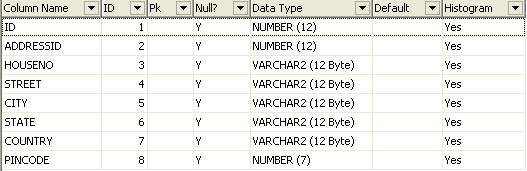 Column Name ID Pk Null? Data Type Default Histogram
ID 1 Y NUMBER (12) Yes
ADDRESSID 2 Y NUMBER (12) Yes
HOUSENO 3 Y VARCHAR2 (12 Byte) Yes
STREET 4 Y VARCHAR2 (12 Byte) Yes
CITY 5 Y VARCHAR2 (12 Byte) Yes
STATE 6 Y VARCHAR2 (12 Byte) Yes
COUNTRY 7 Y VARCHAR2 (12 Byte) Yes
PINCODE 8 Y NUMBER (7) Yes